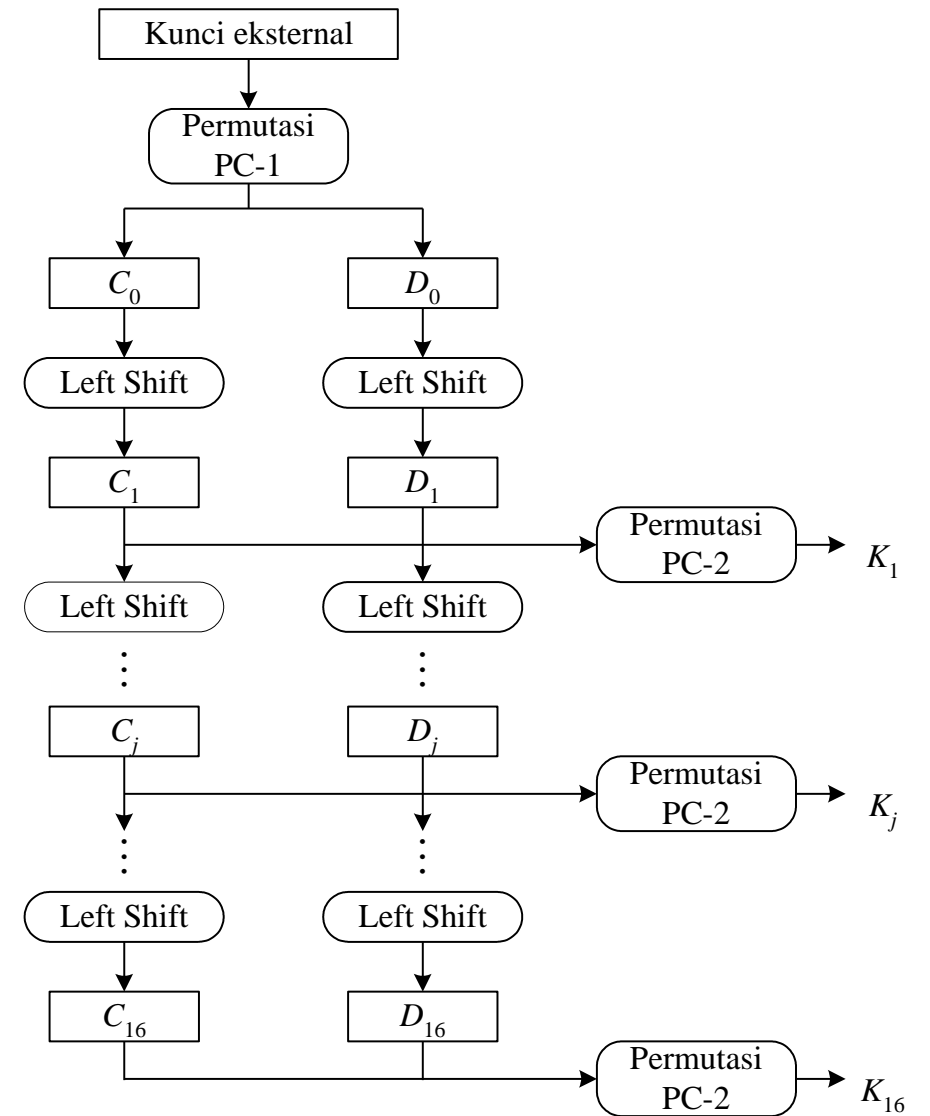 Kunci eksternal
Permutasi
PC-1
C₀ D₀
Left Shift Left Shift
C₁ D₁
Permutasi
PC-2
K₁
Left Shift Left Shift
Cⱼ Dⱼ
Permutasi
PC-2
Kⱼ
Left Shift Left Shift
C₁₆ D₁₆
Permutasi
PC-2
K₁₆